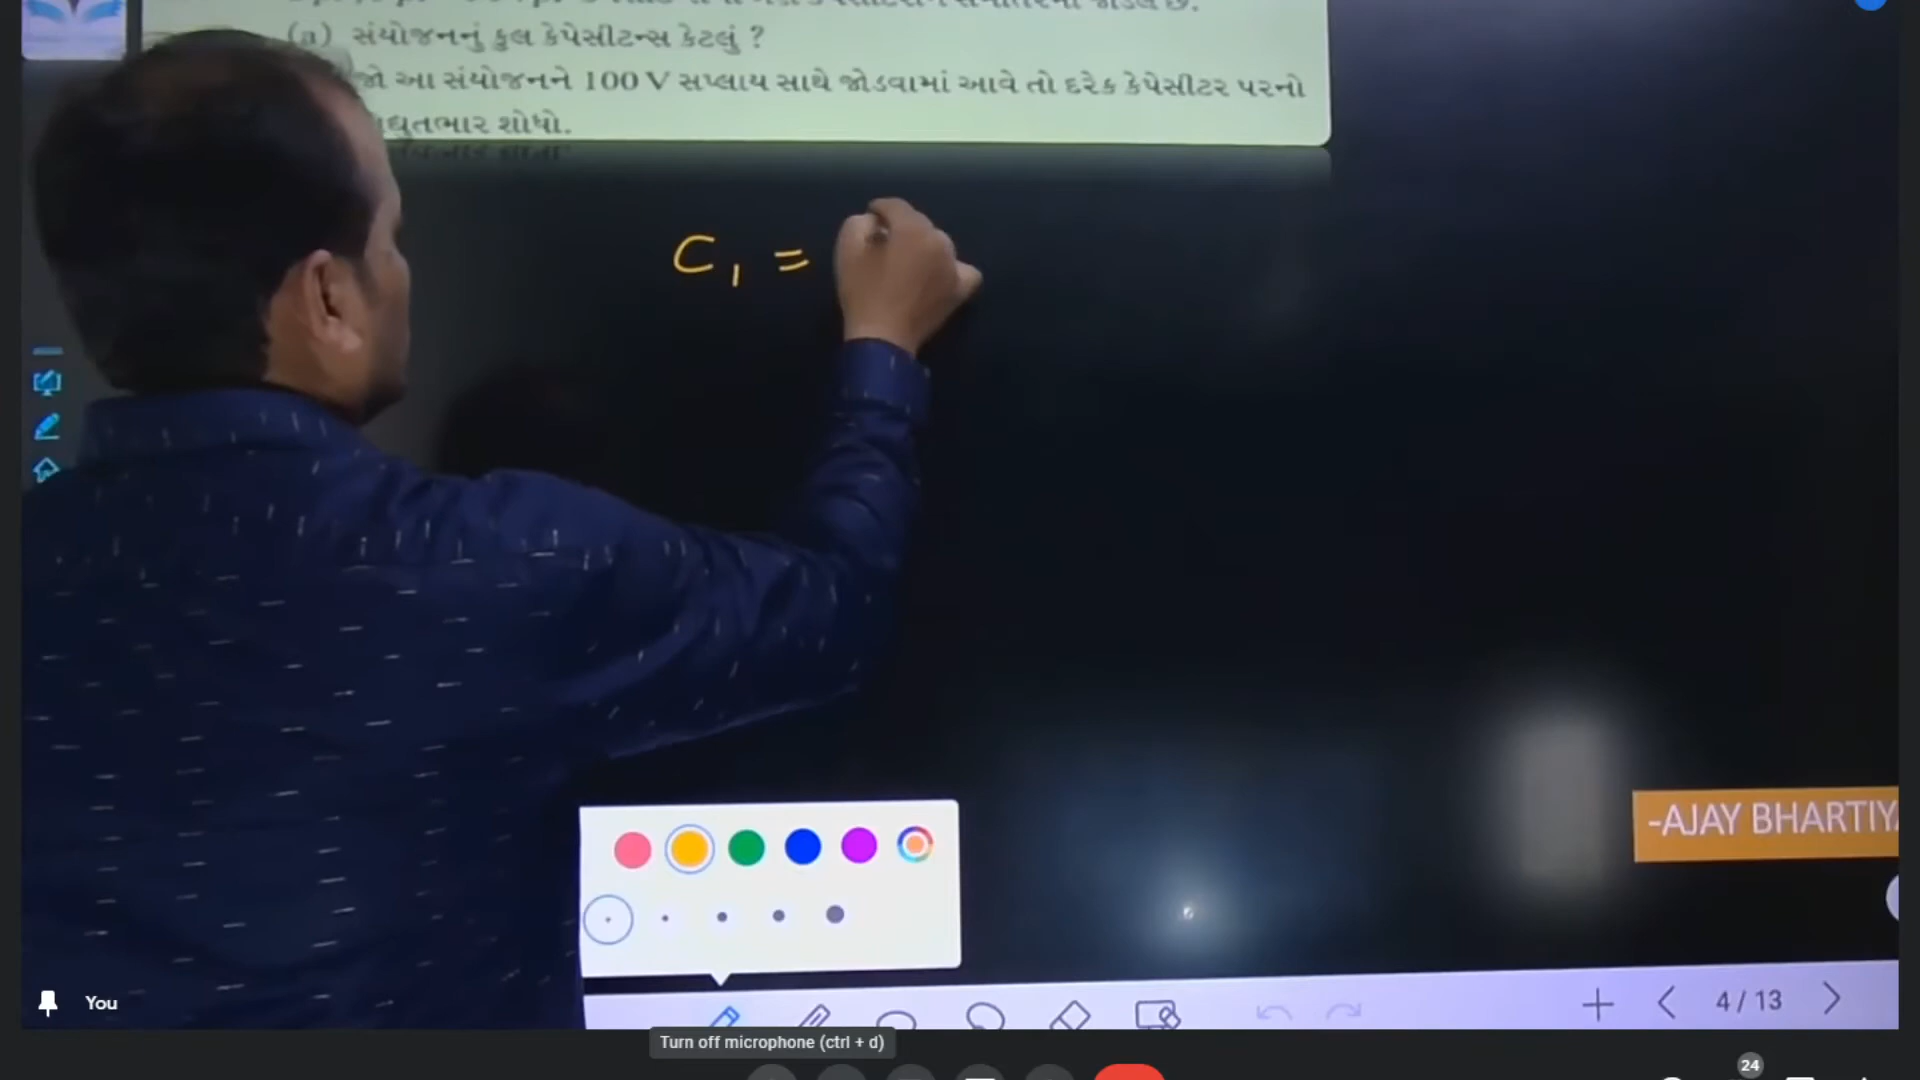 (a) સંયોજનનું કુલ કેપેસીટન્સ કેટલું ?
જો આ સંયોજનને 100 V સપ્લાય સાથે જોડવામાં આવે તો દરેક કેપેસીટર પરનો
શોધો.
C₁ =
-AJAY BHARTIY
4 / 13
You
Turn off microphone (ctrl + d)
24